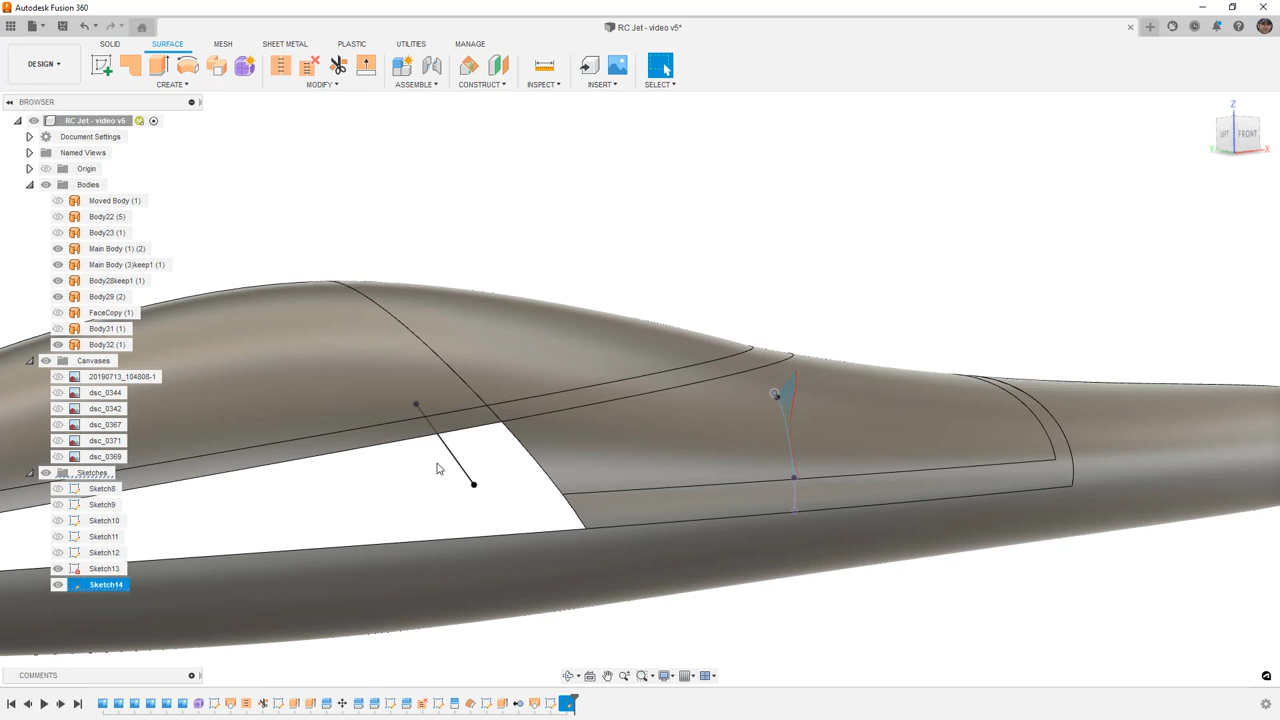 Autodesk Fusion 360
RC Jet - video v5*
DESIGN
SOLID
SURFACE
MESH
SHEET METAL
PLASTIC
UTILITIES
MANAGE
CREATE
MODIFY
ASSEMBLE
CONSTRUCT
INSPECT
INSERT
SELECT
BROWSER
RC Jet - video v5
Document Settings
Named Views
Origin
Bodies
Moved Body (1)
Body22 (5)
Body23 (1)
Main Body (1) (2)
Main Body (3)keep1 (1)
Body28keep1 (1)
Body29 (2)
FaceCopy (1)
Body31 (1)
Body32 (1)
Canvases
20190713_104808-1
dsc_0344
dsc_0342
dsc_0367
dsc_0371
dsc_0369
Sketches
Sketch8
Sketch9
Sketch10
Sketch11
Sketch12
Sketch13
Sketch14
Z
LEFT
FRONT
Y
X
COMMENTS